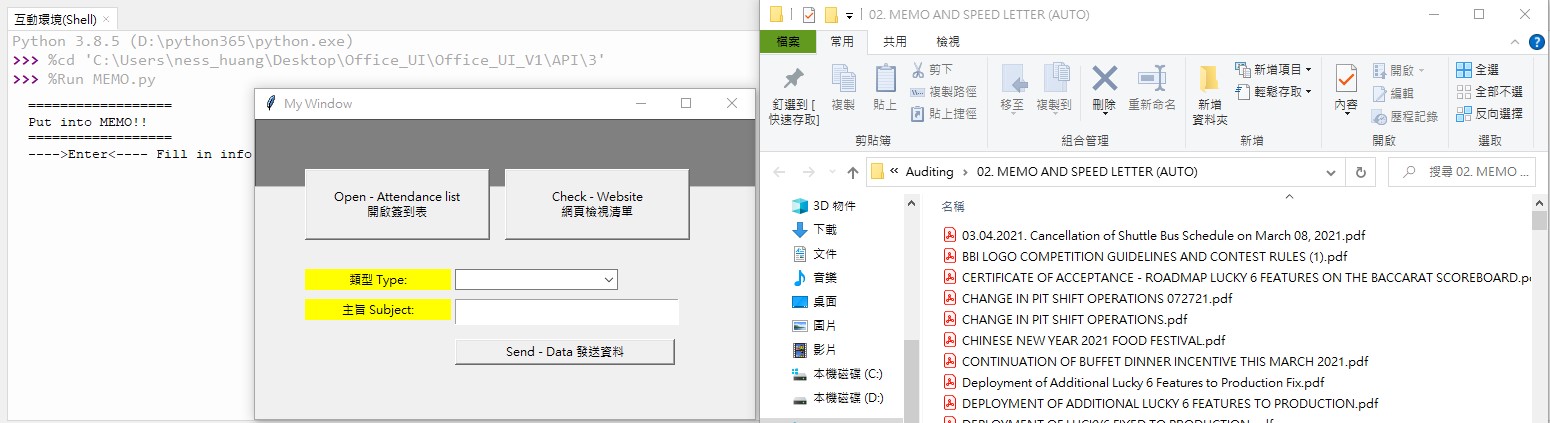 互動環境(Shell) ×
Python 3.8.5 (D:\python365\python.exe)
>>> %cd 'C:\Users\ness_huang\Desktop\Office_UI\Office_UI_V1\API\3'
>>> %Run MEMO.py
==================
Put into MEMO!!
==================
---->Enter<---- Fill in info
My Window
Open - Attendance list
開啟簽到表
Check - Website
網頁檢視清單
類型 Type:
主旨 Subject:
Send - Data 發送資料
02. MEMO AND SPEED LETTER (AUTO)
檔案 常用 共用 檢視
釘選到 [
快速存取]
複製
貼上
剪下
複製路徑
貼上捷徑
剪貼簿
移至
複製到
刪除
重新命名
組合管理
新增
資料夾
新增項目
輕鬆存取
新增
內容
開啟
編輯
歷程記錄
開啟
全選
全部不選
反向選擇
選取
« Auditing › 02. MEMO AND SPEED LETTER (AUTO)
搜尋 02. MEMO ...
3D 物件
下載
文件
音樂
桌面
圖片
影片
本機磁碟 (C:)
本機磁碟 (D:)
名稱
03.04.2021. Cancellation of Shuttle Bus Schedule on March 08, 2021.pdf
BBI LOGO COMPETITION GUIDELINES AND CONTEST RULES (1).pdf
CERTIFICATE OF ACCEPTANCE - ROADMAP LUCKY 6 FEATURES ON THE BACCARAT SCOREBOARD.p
CHANGE IN PIT SHIFT OPERATIONS 072721.pdf
CHANGE IN PIT SHIFT OPERATIONS.pdf
CHINESE NEW YEAR 2021 FOOD FESTIVAL.pdf
CONTINUATION OF BUFFET DINNER INCENTIVE THIS MARCH 2021.pdf
Deployment of Additional Lucky 6 Features to Production Fix.pdf
DEPLOYMENT OF ADDITIONAL LUCKY 6 FEATURES TO PRODUCTION.pdf
DEPLOYMENT OF LUCKY6 FIXED TO PRODUCTION.pdf